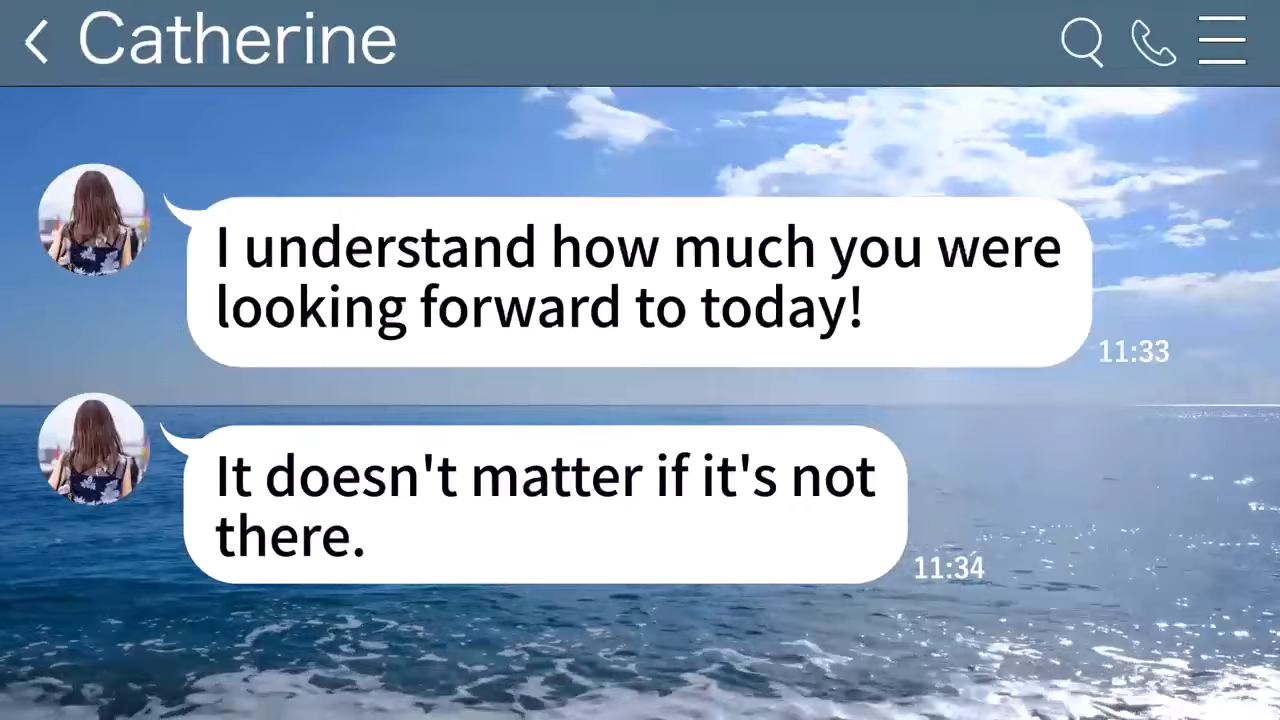 Catherine
I understand how much you were
looking forward to today!
11:33
It doesn't matter if it's not
there.
11:34